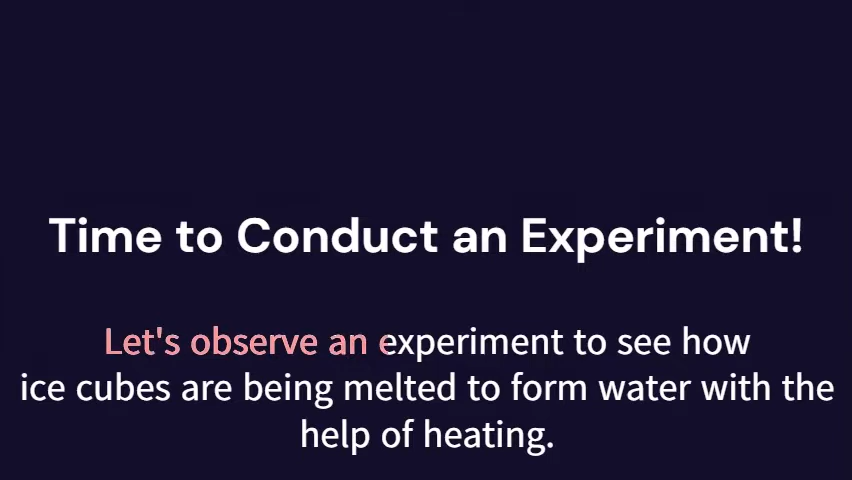 Time to Conduct an Experiment!
Let's observe an experiment to see how
ice cubes are being melted to form water with the
help of heating.